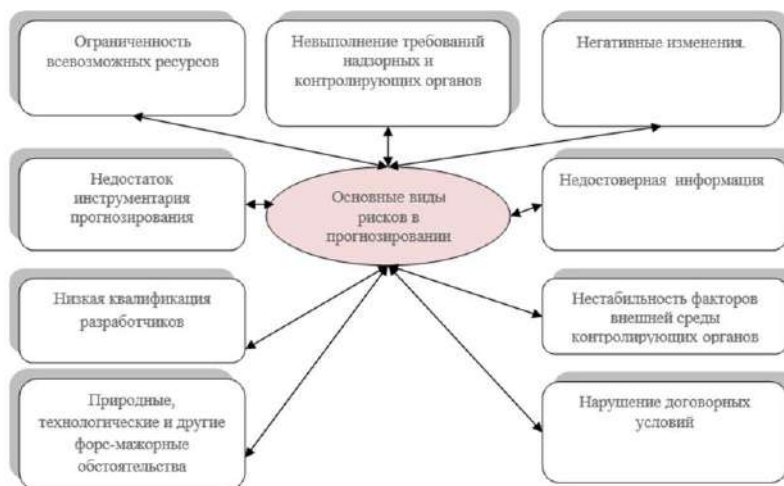 Ограниченность
всевозможных ресурсов
Невыполнение требований
надзорных и
контролирующих органов
Негативные изменения.
Недостаток
инструментария
прогнозирования
Основные виды
рисков в
прогнозировании
Недостоверная информация
Низкая квалификация
разработчиков
Нестабильность факторов
внешней среды
контролирующих органов
Природные,
технологические и другие
форс-мажорные
обстоятельства
Нарушение договорных
условий